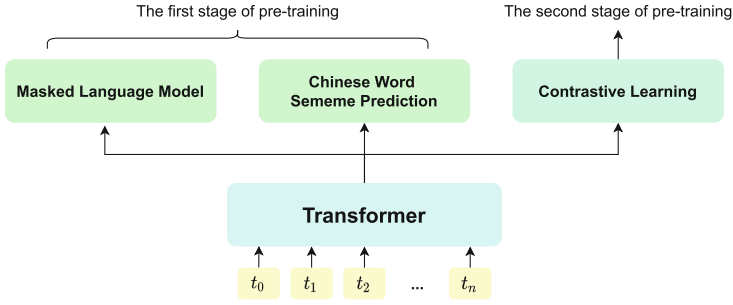 The first stage of pre-training
The second stage of pre-training
Masked Language Model
Chinese Word
Sememe Prediction
Contrastive Learning
Transformer
t₀ t₁ t₂ ... tₙ